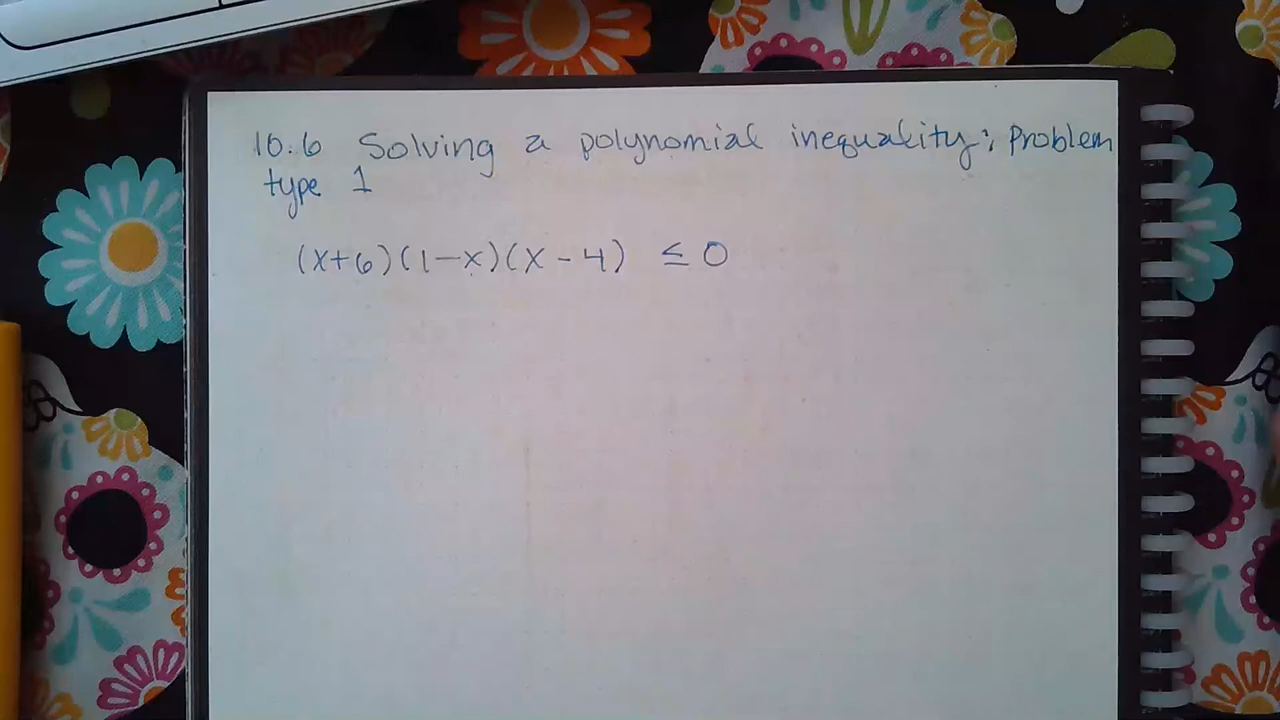 10.6 Solving a polynomial inequality: Problem
type 1
(x+6)(1-x)(x-4) ≤ 0